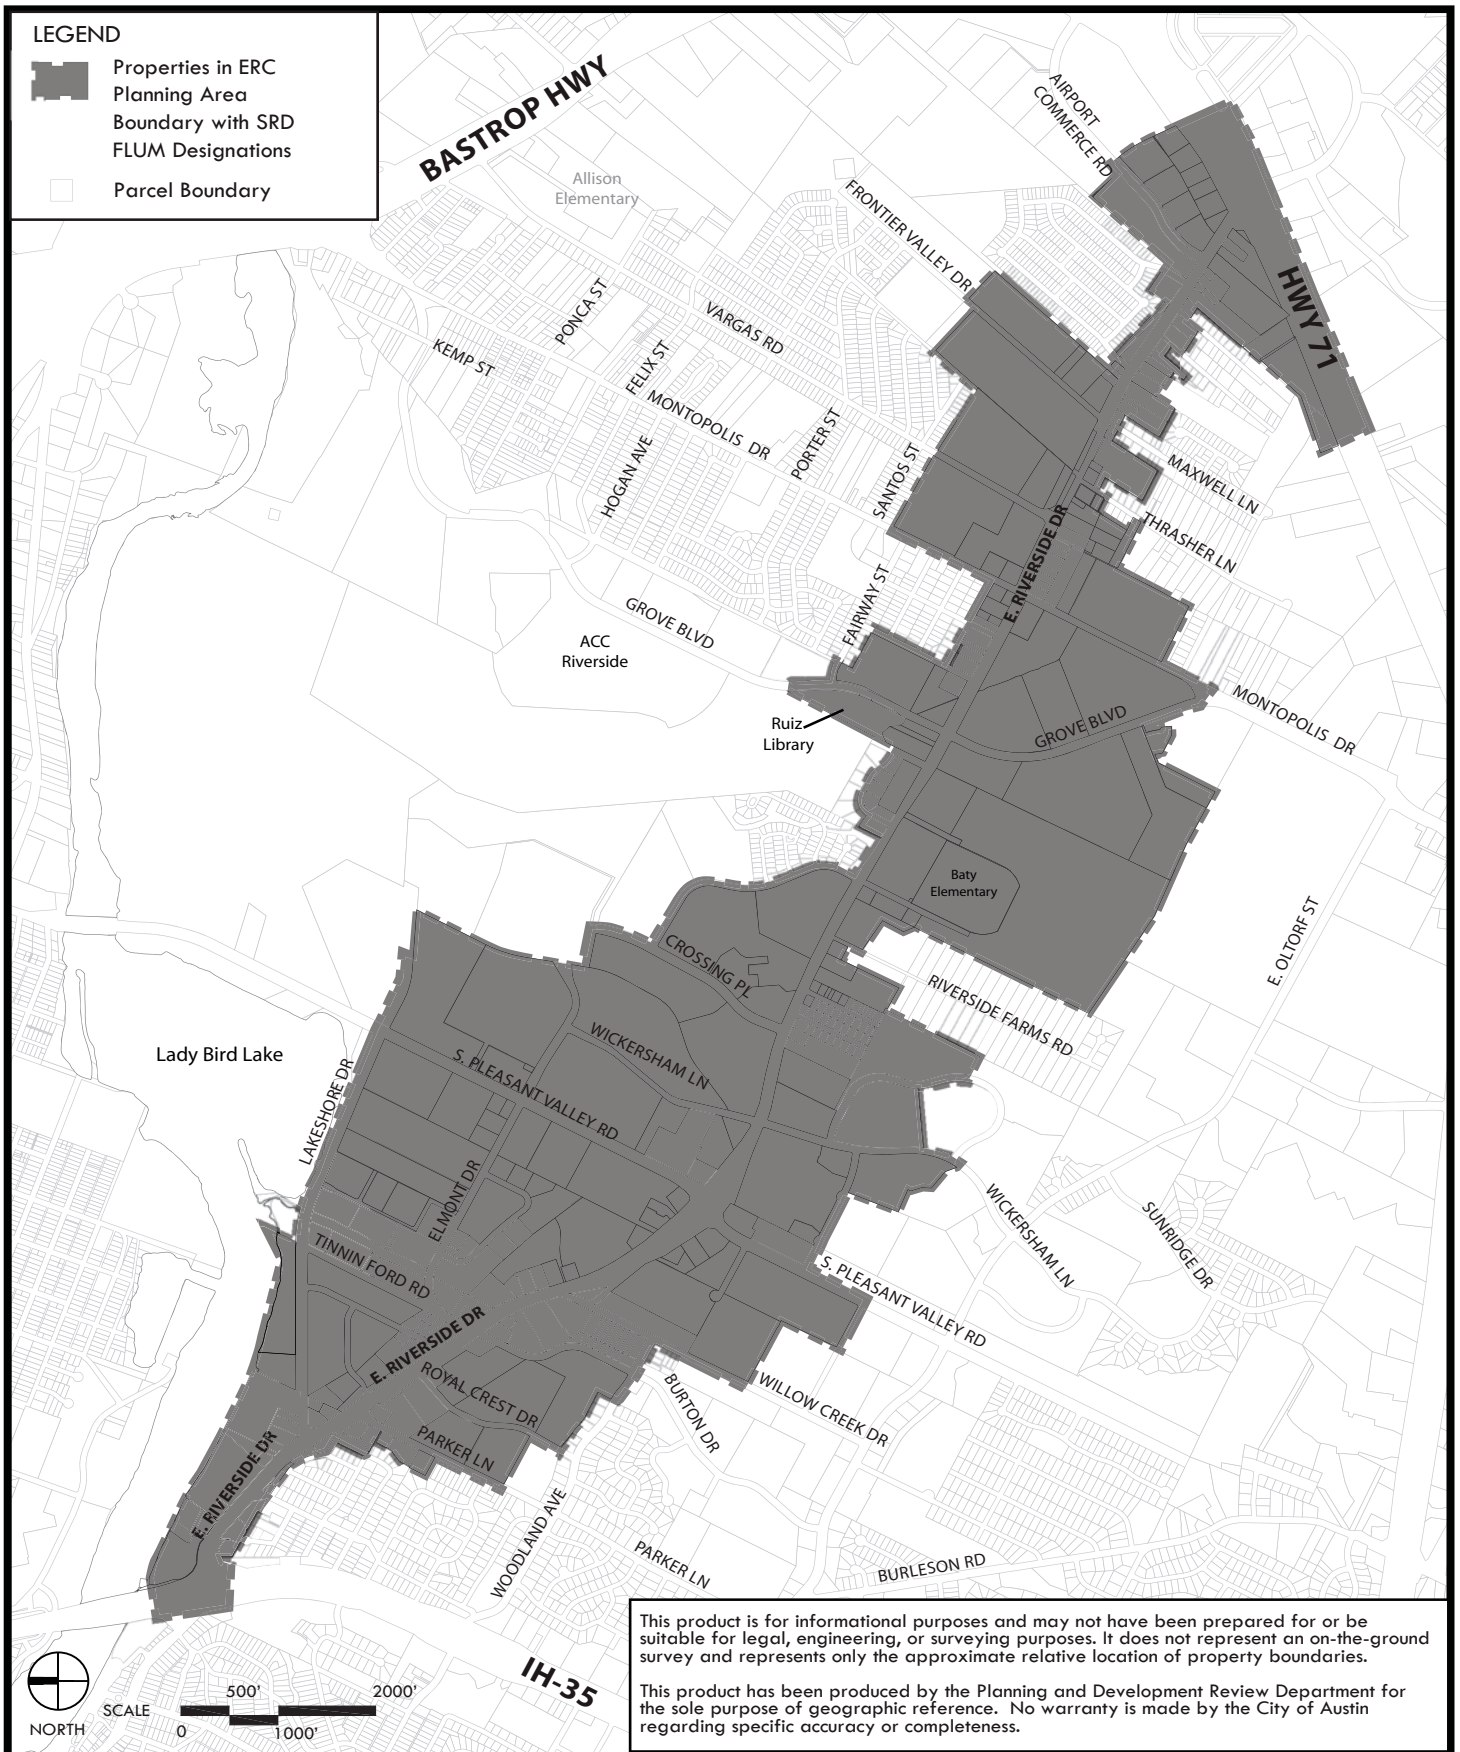 LEGEND
Properties in ERC
Planning Area
Boundary with SRD
FLUM Designations
Parcel Boundary
BASTROP HWY
Allison
Elementary
AIRPORT
COMMERCE RD
FRONTIER VALLEY DR
HWY 71
PONCA ST
VARGAS RD
KEMP ST
FELIX ST
MONTOPOLIS DR
PORTER ST
HOGAN AVE
SANTOS ST
MAXWELL LN
THRASHER LN
E. RIVERSIDE DR
FAIRWAY ST
GROVE BLVD
ACC
Riverside
Ruiz
Library
GROVE BLVD
MONTOPOLIS DR
Baty
Elementary
E. OLTORF ST
CROSSING PL
RIVERSIDE FARMS RD
WICKERSHAM LN
Lady Bird Lake
S. PLEASANT VALLEY RD
LAKESHORE DR
ELMONT DR
WICKERSHAM LN
SUNRIDGE DR
TINNIN FORD RD
S. PLEASANT VALLEY RD
E. RIVERSIDE DR
ROYAL CREST DR
BURTON DR
WILLOW CREEK DR
PARKER LN
E. RIVERSIDE DR
WOODLAND AVE
PARKER LN
BURLESON RD
IH-35
NORTH
SCALE
500'
2000'
0
1000'
This product is for informational purposes and may not have been prepared for or be
suitable for legal, engineering, or surveying purposes. It does not represent an on-the-ground
survey and represents only the approximate relative location of property boundaries.
This product has been produced by the Planning and Development Review Department for
the sole purpose of geographic reference. No warranty is made by the City of Austin
regarding specific accuracy or completeness.